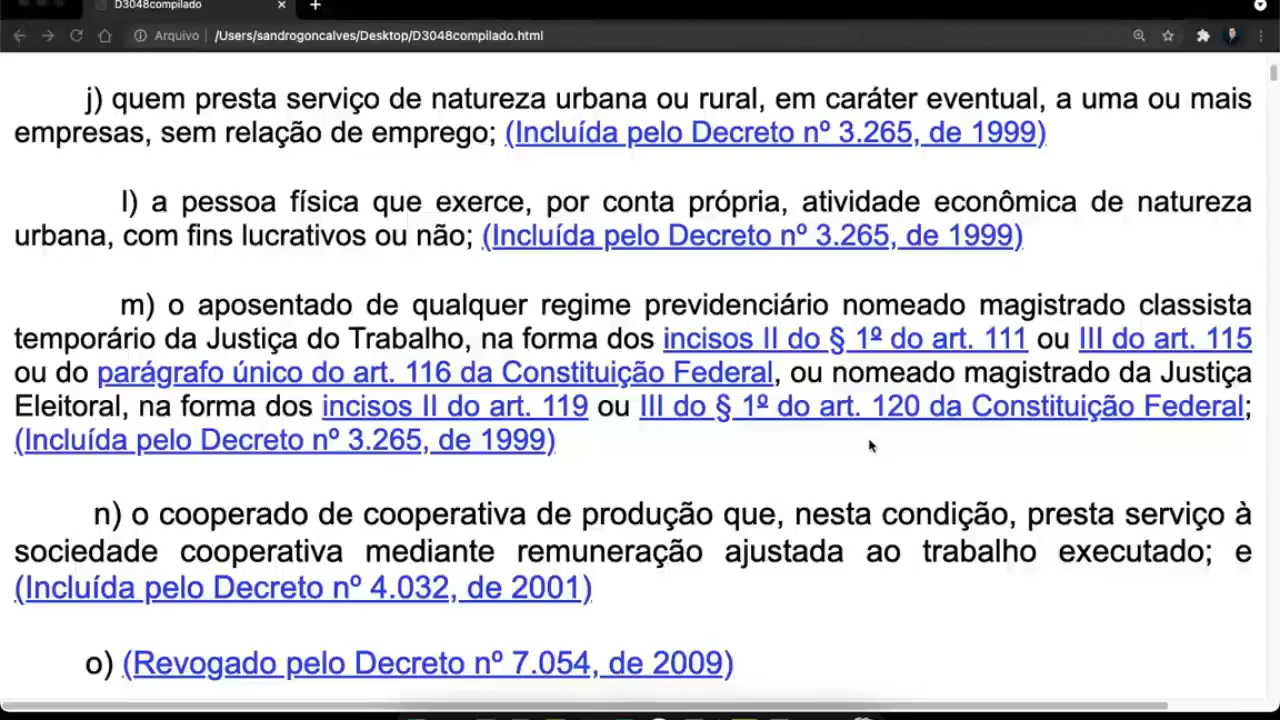 D3048compilado
Arquivo | /Users/sandrogoncalves/Desktop/D3048compilado.html
j) quem presta serviço de natureza urbana ou rural, em caráter eventual, a uma ou mais
empresas, sem relação de emprego; (Incluída pelo Decreto nº 3.265, de 1999)
l) a pessoa física que exerce, por conta própria, atividade econômica de natureza
urbana, com fins lucrativos ou não; (Incluída pelo Decreto nº 3.265, de 1999)
m) o aposentado de qualquer regime previdenciário nomeado magistrado classista
temporário da Justiça do Trabalho, na forma dos incisos II do § 1º do art. 111 ou III do art. 115
ou do parágrafo único do art. 116 da Constituição Federal, ou nomeado magistrado da Justiça
Eleitoral, na forma dos incisos II do art. 119 ou III do § 1º do art. 120 da Constituição Federal;
(Incluída pelo Decreto nº 3.265, de 1999)
n) o cooperado de cooperativa de produção que, nesta condição, presta serviço à
sociedade cooperativa mediante remuneração ajustada ao trabalho executado; e
(Incluída pelo Decreto nº 4.032, de 2001)
o) (Revogado pelo Decreto nº 7.054, de 2009)